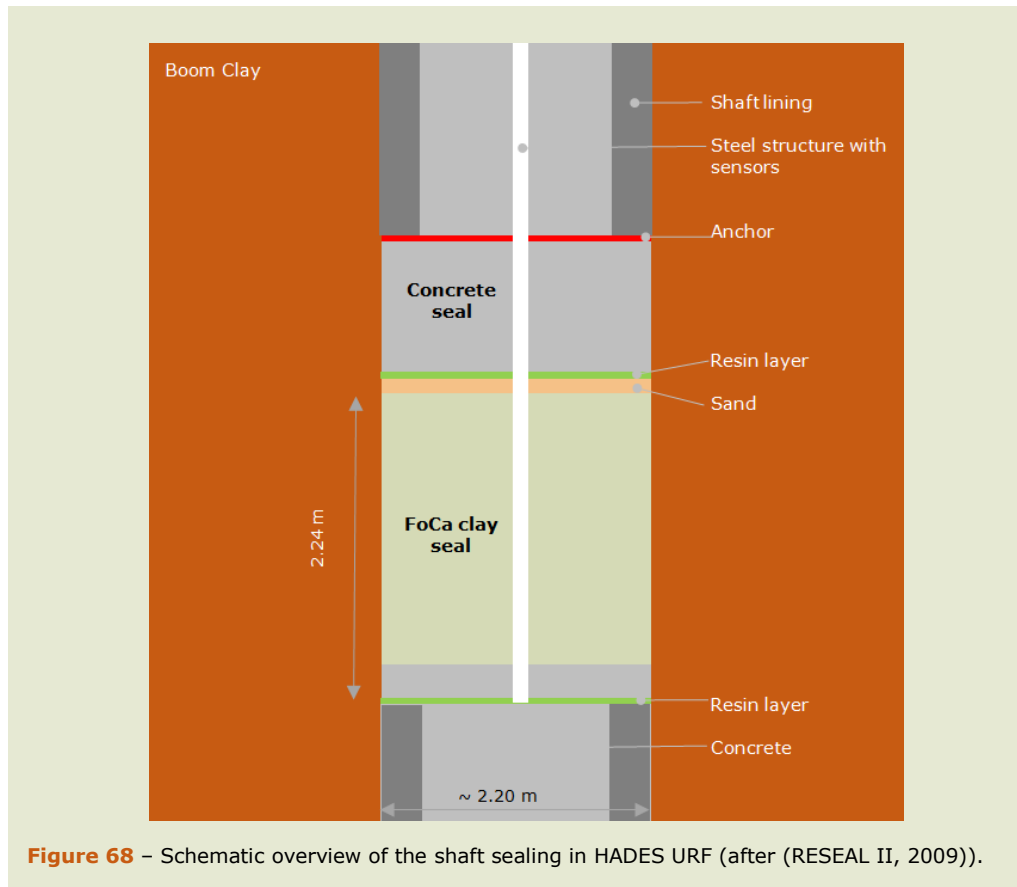 Boom Clay
Shaft lining
Steel structure with
sensors
Anchor
Concrete
seal
Resin layer
Sand
2.24 m
FoCa clay
seal
Resin layer
Concrete
~ 2.20 m
Figure 68 – Schematic overview of the shaft sealing in HADES URF (after (RESEAL II, 2009)).